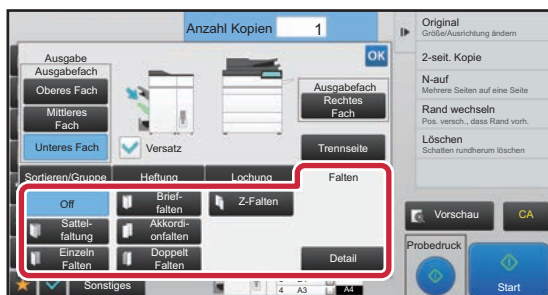 Anzahl Kopien 1
Original
Größe/Ausrichtung ändern
2-seit. Kopie
N-auf
Mehrere Seiten auf eine Seite
Rand wechseln
Pos. versch., dass Rand vorh.
Löschen
Schatten rundherum löschen
Ausgabe
OK
Ausgabefach
Oberes Fach
Mittleres
Fach
Unteres Fach
Versatz
Ausgabefach
Rechtes
Fach
Trennseite
Sortieren/Gruppe
Heftung
Lochung
Falten
Off
Brief-
falten
Z-Falten
Sattel-
faltung
Akkordi-
onfalten
Einzeln
Falten
Doppelt
Falten
Detail
Vorschau
CA
Probedruck
Start
Sonstiges
4 A3
A4